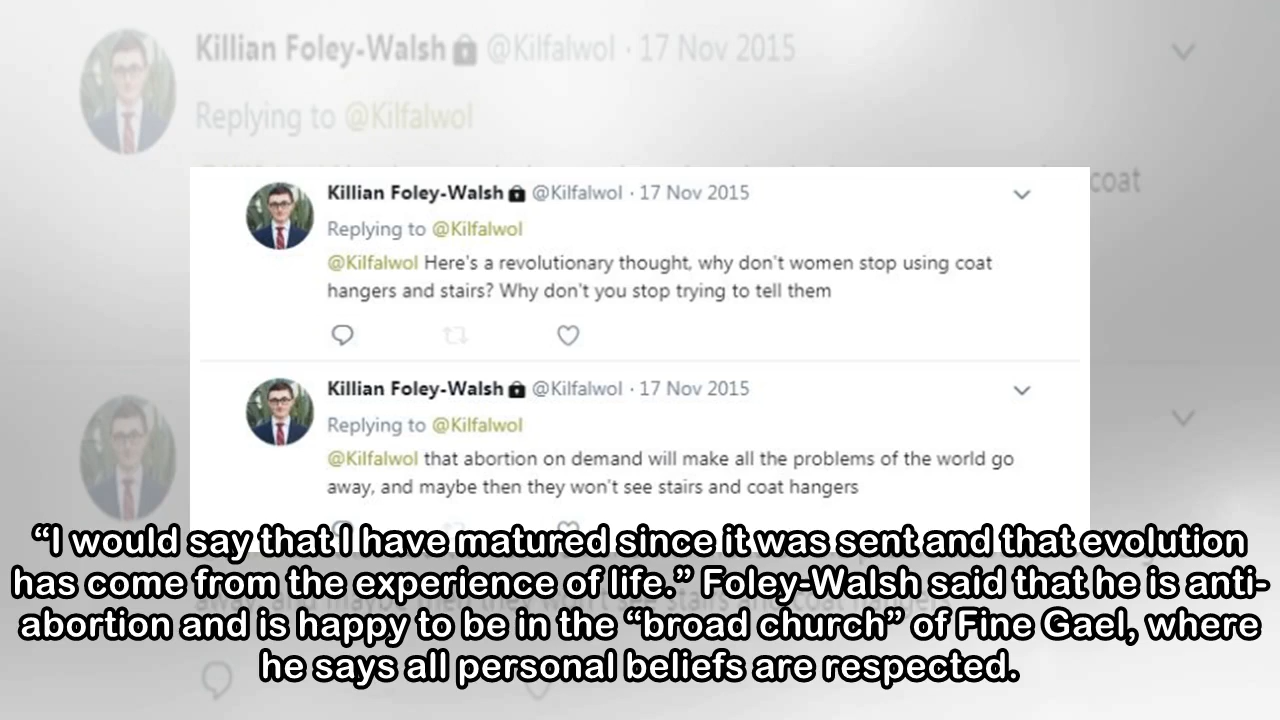 Killian Foley-Walsh @Kilfalwol · 17 Nov 2015
Replying to @Kilfalwol
coat
Killian Foley-Walsh @Kilfalwol · 17 Nov 2015
Replying to @Kilfalwol
@Kilfalwol Here's a revolutionary thought, why don't women stop using coat
hangers and stairs? Why don't you stop trying to tell them
Killian Foley-Walsh @Kilfalwol · 17 Nov 2015
Replying to @Kilfalwol
@Kilfalwol that abortion on demand will make all the problems of the world go
away, and maybe then they won't see stairs and coat hangers
“I would say that I have matured since it was sent and that evolution
has come from the experience of life.” Foley-Walsh said that he is anti-
abortion and is happy to be in the “broad church” of Fine Gael, where
he says all personal beliefs are respected.